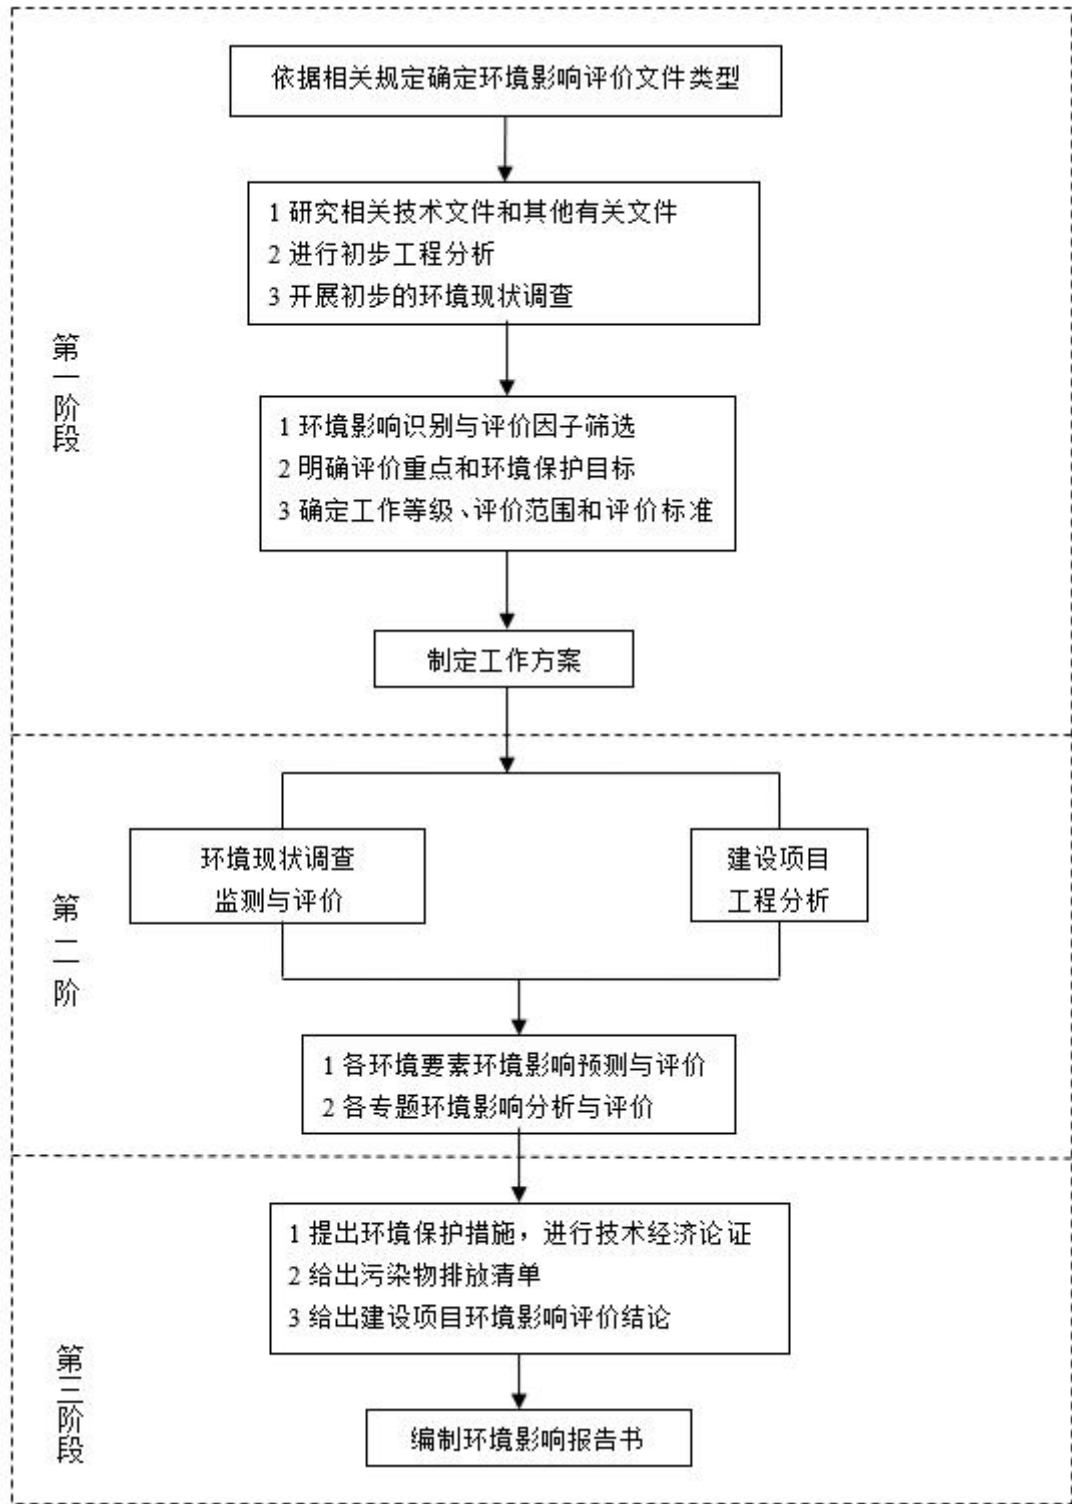 依据相关规定确定环境影响评价文件类型
1 研究相关技术文件和其他有关文件
2 进行初步工程分析
3 开展初步的环境现状调查
第一阶段
1 环境影响识别与评价因子筛选
2 明确评价重点和环境保护目标
3 确定工作等级、评价范围和评价标准
制定工作方案
环境现状调查
监测与评价
建设项目
工程分析
第二阶
1 各环境要素环境影响预测与评价
2 各专题环境影响分析与评价
1 提出环境保护措施，进行技术经济论证
2 给出污染物排放清单
3 给出建设项目环境影响评价结论
第三阶段
编制环境影响报告书